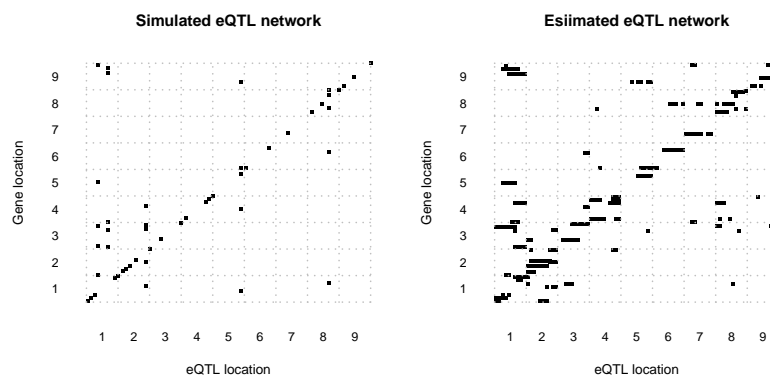 Simulated eQTL network
Gene location
9
8
7
6
5
4
3
2
1
1 2 3 4 5 6 7 8 9
eQTL location
Esiimated eQTL network
Gene location
9
8
7
6
5
4
3
2
1
1 2 3 4 5 6 7 8 9
eQTL location